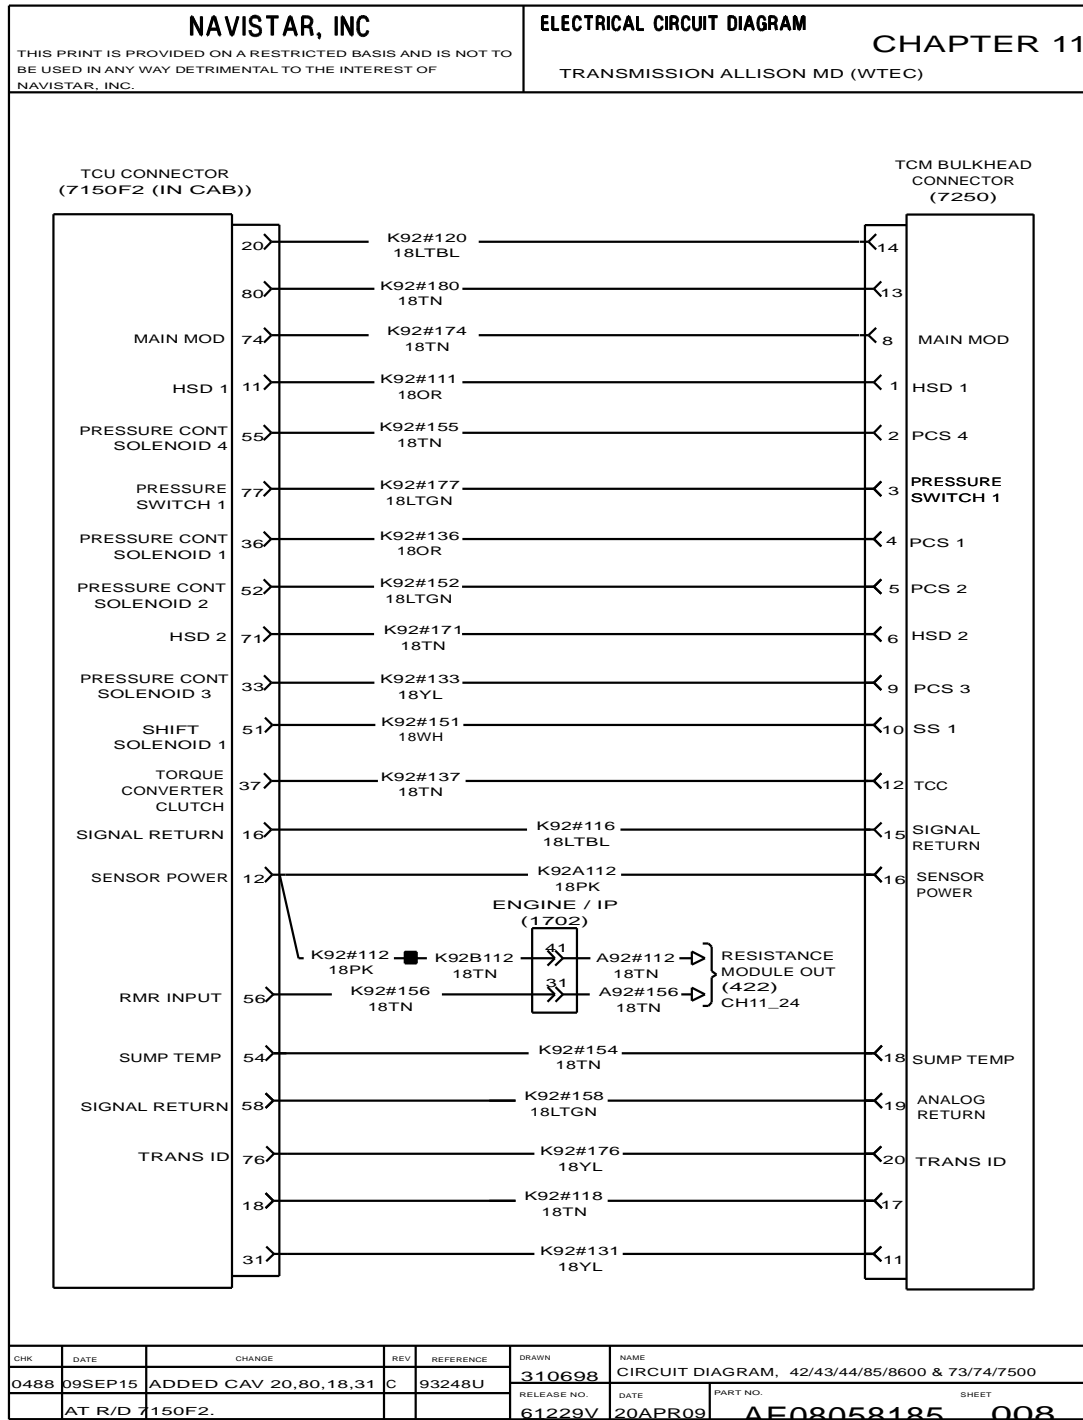 NAVISTAR, INC
THIS PRINT IS PROVIDED ON A RESTRICTED BASIS AND IS NOT TO
BE USED IN ANY WAY DETRIMENTAL TO THE INTEREST OF
NAVISTAR, INC.
ELECTRICAL CIRCUIT DIAGRAM
CHAPTER 11
TRANSMISSION ALLISON MD (WTEC)
TCU CONNECTOR
(7150F2 (IN CAB))
TCM BULKHEAD
CONNECTOR
(7250)
20 K92#120 14
18LTBL
80 K92#180 13
18TN
MAIN MOD 74 K92#174 8 MAIN MOD
18TN
HSD 1 11 K92#111 1 HSD 1
18OR
PRESSURE CONT
SOLENOID 4
55 K92#155 2 PCS 4
18TN
PRESSURE
SWITCH 1
77 K92#177 3
18LTGN
PRESSURE
SWITCH 1
PRESSURE CONT
SOLENOID 1
36 K92#136 4 PCS 1
18OR
PRESSURE CONT
SOLENOID 2
52 K92#152 5 PCS 2
18LTGN
HSD 2 71 K92#171 6 HSD 2
18TN
PRESSURE CONT
SOLENOID 3
33 K92#133 9 PCS 3
18YL
SHIFT
SOLENOID 1
51 K92#151 10 SS 1
18WH
TORQUE
CONVERTER
CLUTCH
37 K92#137 12 TCC
18TN
SIGNAL RETURN 16 K92#116 15
18LTBL
SIGNAL
RETURN
SENSOR POWER 12 K92A112 16
18PK
SENSOR
POWER
ENGINE / IP
(1702)
K92#112 K92B112 41 A92#112
18PK 18TN 18TN
RMR INPUT 56 K92#156 31 A92#156
18TN 18TN
RESISTANCE
MODULE OUT
(422)
CH11_24
SUMP TEMP 54 K92#154 18 SUMP TEMP
18TN
SIGNAL RETURN 58 K92#158 19
18LTGN
ANALOG
RETURN
TRANS ID 76 K92#176 20 TRANS ID
18YL
18 K92#118 17
18TN
31 K92#131 11
18YL
CHK DATE CHANGE REV REFERENCE
0488 09SEP15 ADDED CAV 20,80,18,31 C 93248U
AT R/D 7150F2.
DRAWN
310698
NAME
CIRCUIT DIAGRAM, 42/43/44/85/8600 & 73/74/7500
RELEASE NO.
61229V
DATE
20APR09
PART NO.
AE08058185
SHEET
008